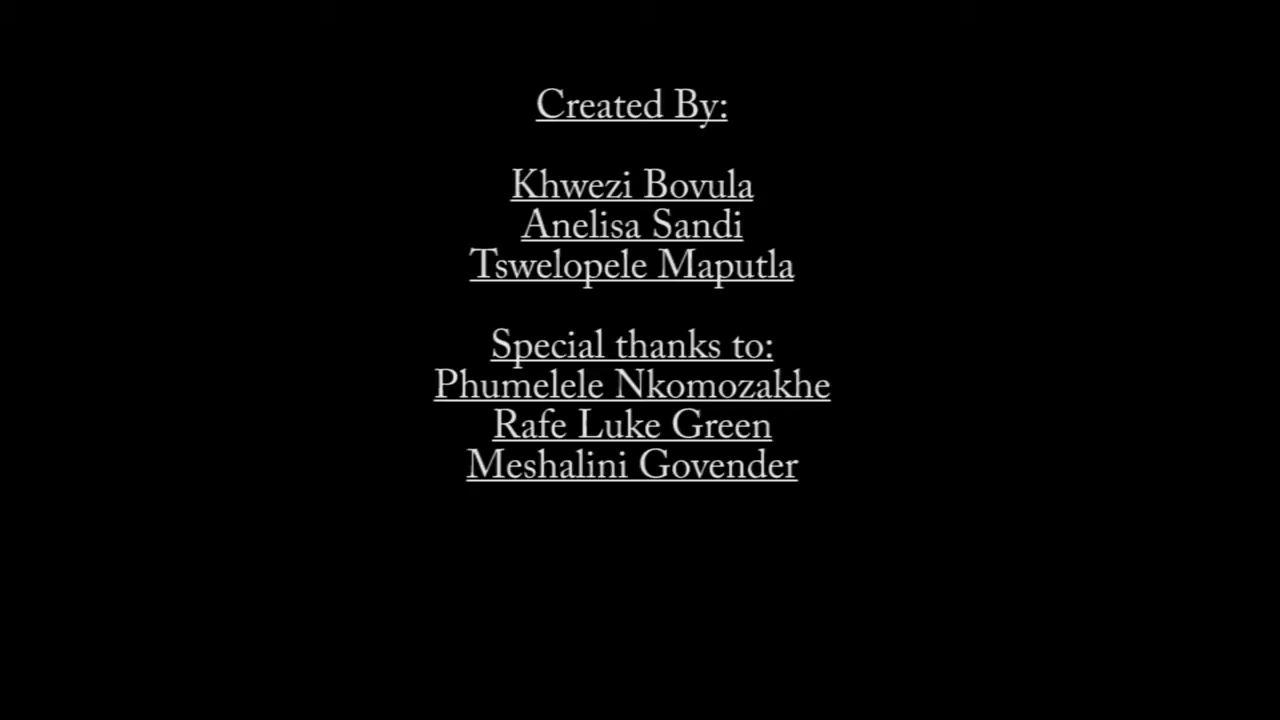 Created By:
Khwezi Bovula
Anelisa Sandi
Tswelopele Maputla
Special thanks to:
Phumelele Nkomozakhe
Rafe Luke Green
Meshalini Govender